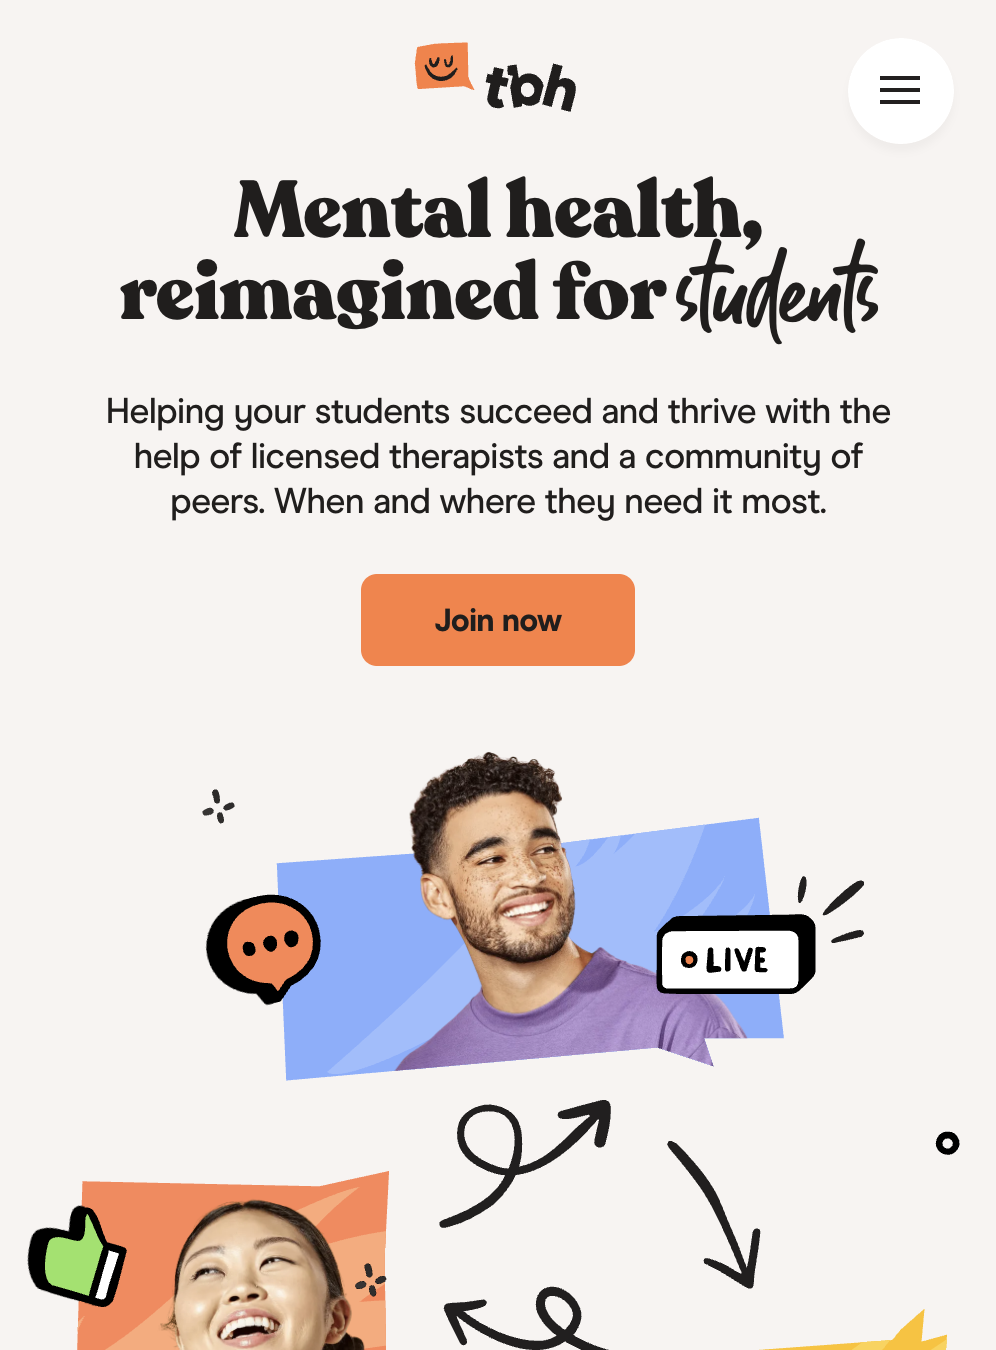 tbh
Mental health,
reimagined for students
Helping your students succeed and thrive with the
help of licensed therapists and a community of
peers. When and where they need it most.
Join now
LIVE